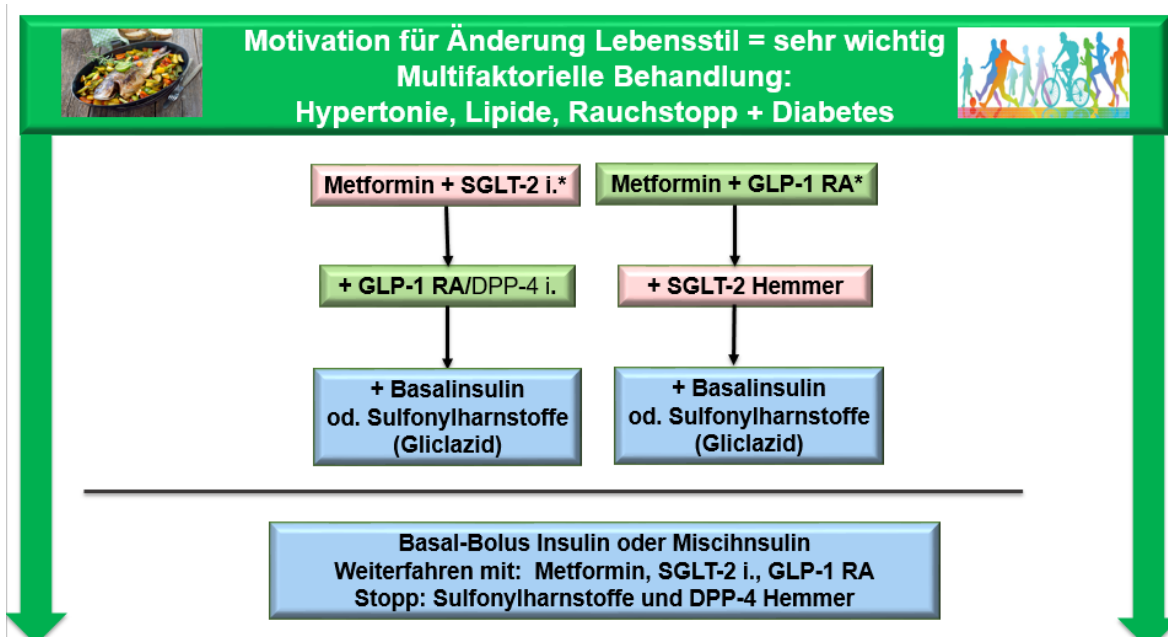 Motivation für Änderung Lebensstil = sehr wichtig
Multifaktorielle Behandlung:
Hypertonie, Lipide, Rauchstopp + Diabetes
Metformin + SGLT-2 i.*
Metformin + GLP-1 RA*
+ GLP-1 RA/DPP-4 i.
+ SGLT-2 Hemmer
+ Basalinsulin
od. Sulfonylharnstoffe
(Gliclazid)
+ Basalinsulin
od. Sulfonylharnstoffe
(Gliclazid)
Basal-Bolus Insulin oder Miscihnsulin
Weiterfahren mit: Metformin, SGLT-2 i., GLP-1 RA
Stopp: Sulfonylharnstoffe und DPP-4 Hemmer